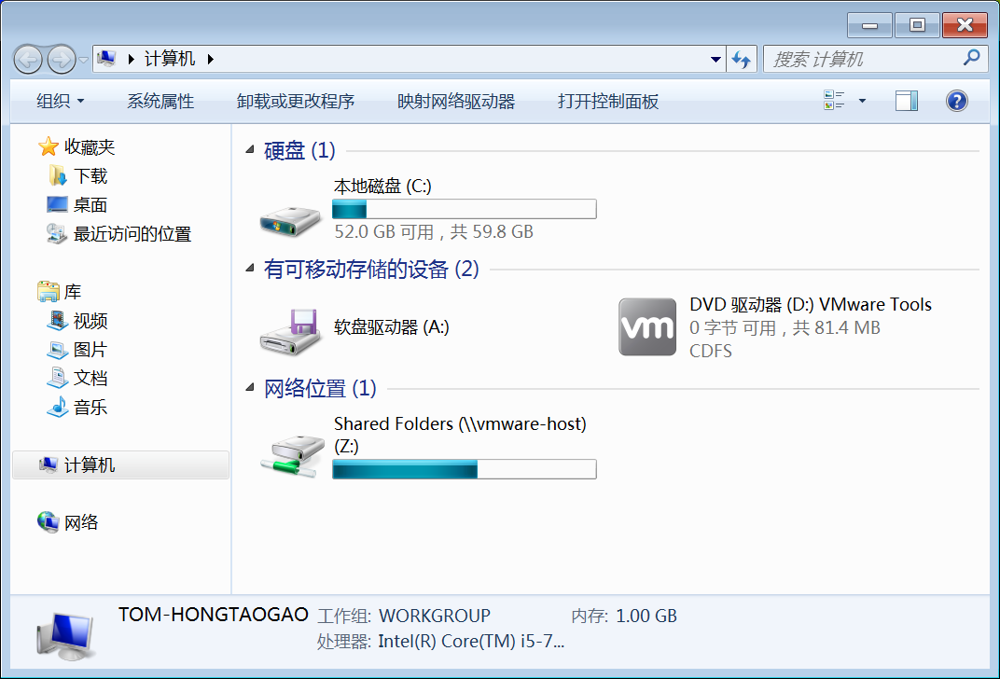 计算机
搜索 计算机
组织 系统属性 卸载或更改程序 映射网络驱动器 打开控制面板
收藏夹
下载
桌面
最近访问的位置
库
视频
图片
文档
音乐
计算机
网络
硬盘 (1)
本地磁盘 (C:)
52.0 GB 可用，共 59.8 GB
有可移动存储的设备 (2)
软盘驱动器 (A:)
vm
DVD 驱动器 (D:) VMware Tools
0 字节 可用，共 81.4 MB
CDFS
网络位置 (1)
Shared Folders (\\vmware-host)
(Z:)
TOM-HONGTAOGAO 工作组: WORKGROUP 内存: 1.00 GB
处理器: Intel(R) Core(TM) i5-7...